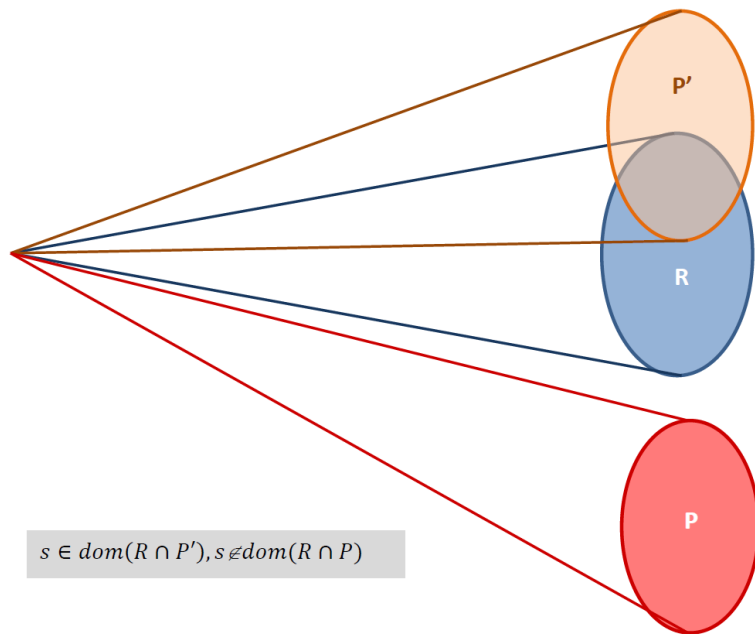 P’
R
P
s ∈ dom(R ∩ P′), s ∉ dom(R ∩ P)